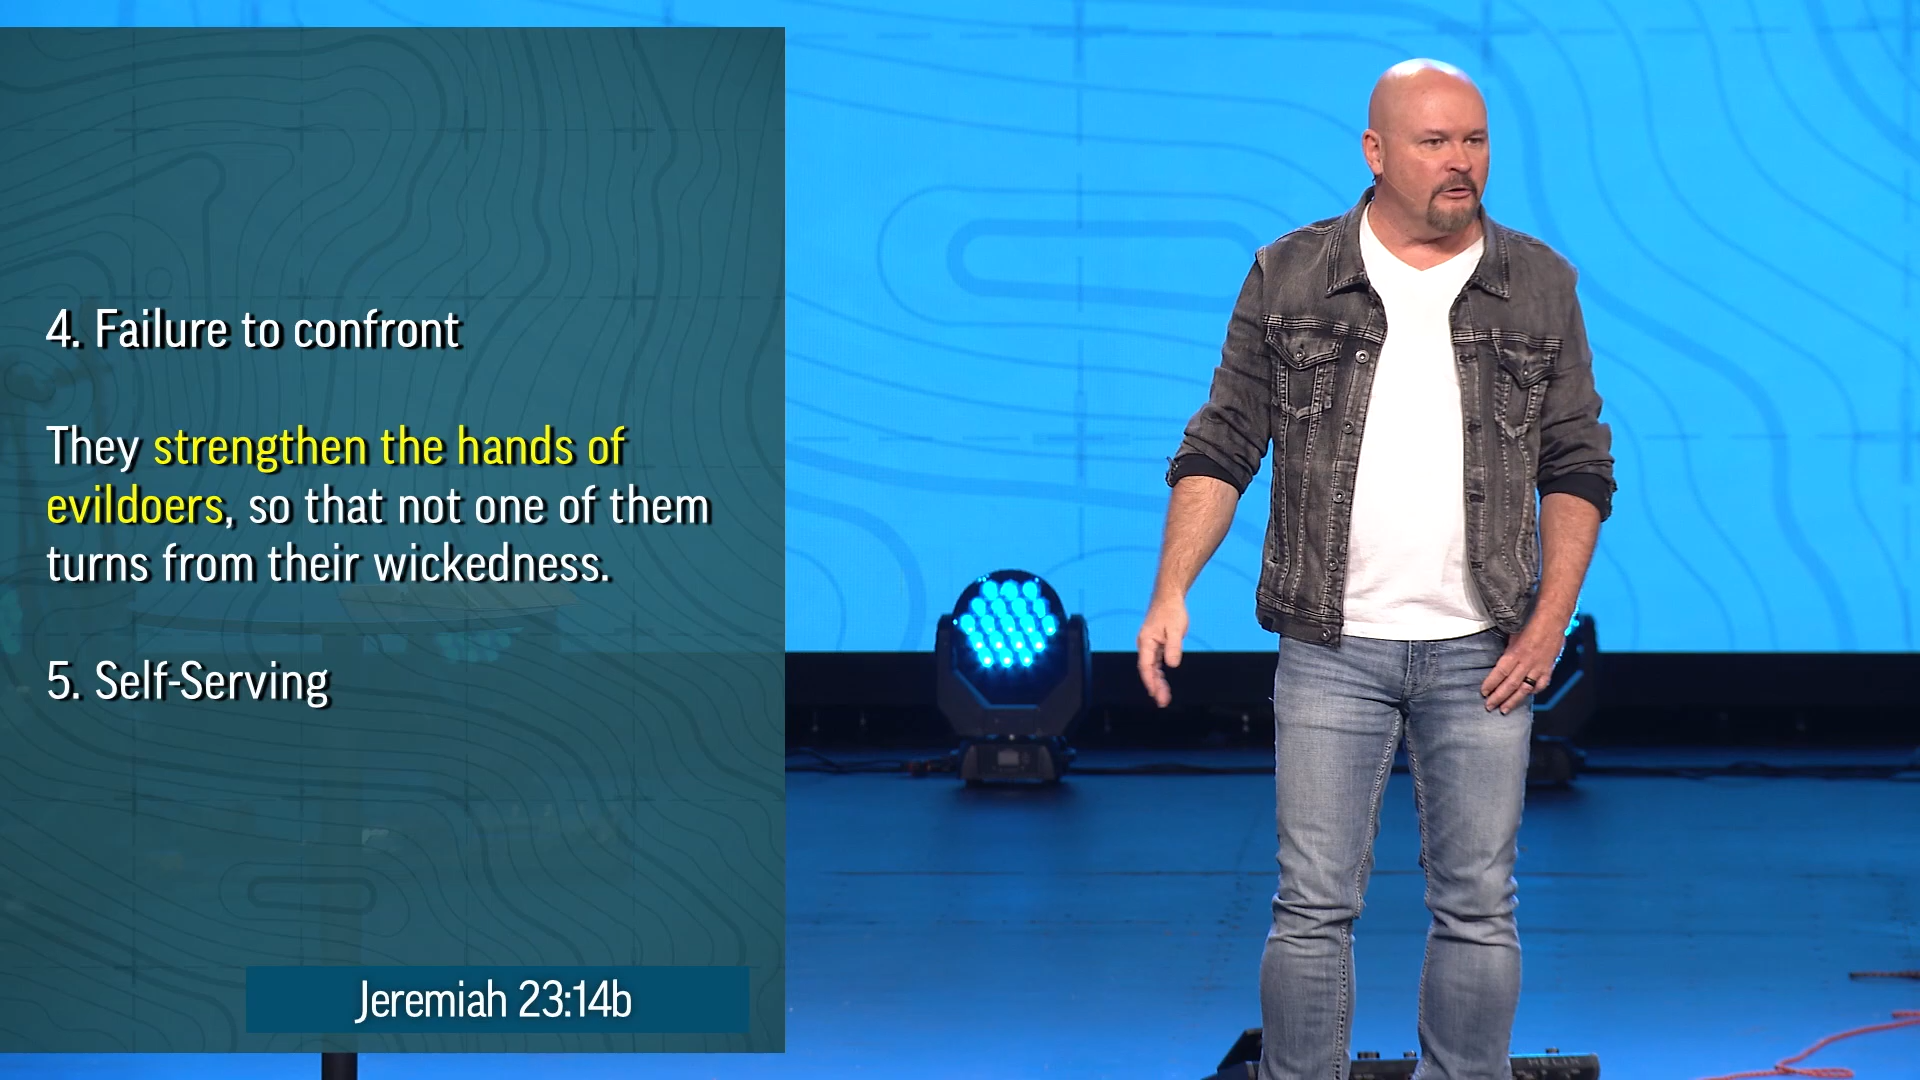 4. Failure to confront
They strengthen the hands of
evildoers, so that not one of them
turns from their wickedness.
5. Self-Serving
Jeremiah 23:14b
HELIX